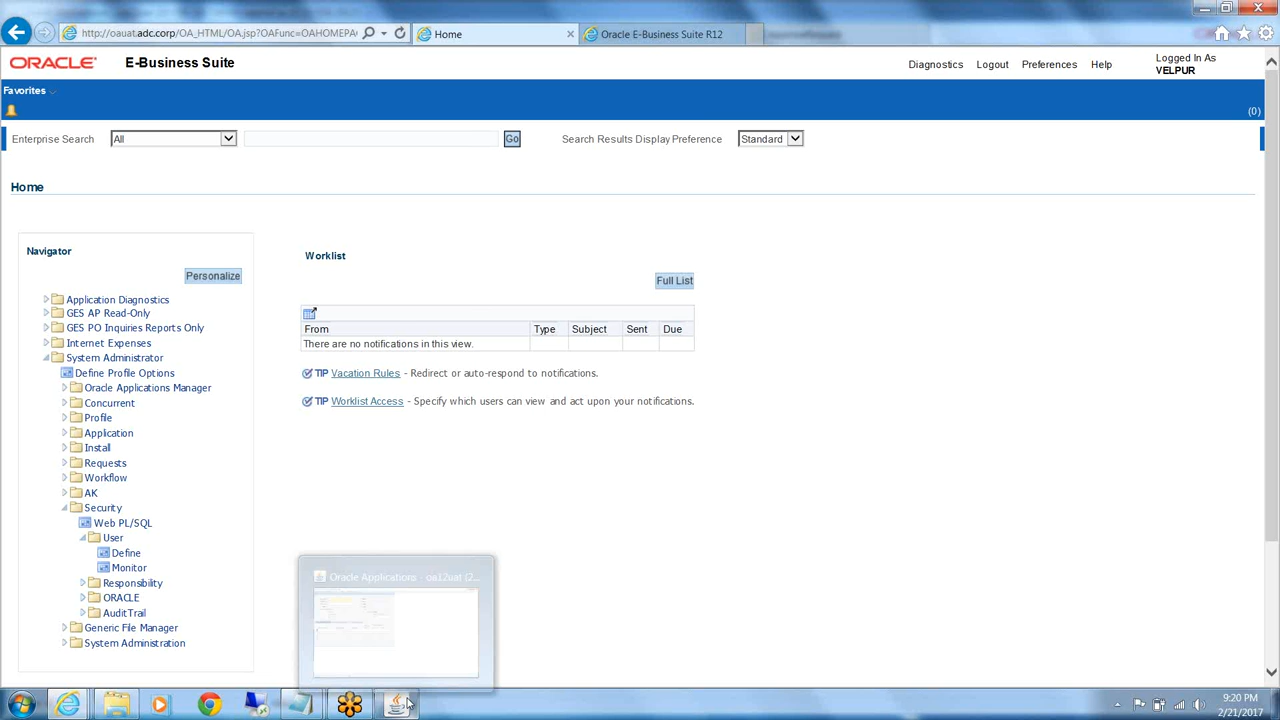 http://oauat.adc.corp/OA_HTML/OA.jsp?OAFunc=OAHOMEPA
Home
Oracle E-Business Suite R12
ORACLE E-Business Suite
Diagnostics Logout Preferences Help
Logged In As
VELPUR
Favorites
(0)
Enterprise Search All Go Search Results Display Preference Standard
Home
Navigator
Personalize
Application Diagnostics
GES AP Read-Only
GES PO Inquiries Reports Only
Internet Expenses
System Administrator
Define Profile Options
Oracle Applications Manager
Concurrent
Profile
Application
Install
Requests
Workflow
AK
Security
Web PL/SQL
User
Define
Monitor
Responsibility
ORACLE
AuditTrail
Generic File Manager
System Administration
Worklist
Full List
From Type Subject Sent Due
There are no notifications in this view.
TIP Vacation Rules - Redirect or auto-respond to notifications.
TIP Worklist Access - Specify which users can view and act upon your notifications.
Oracle Applications - oa12uat (2...
9:20 PM
2/21/2017